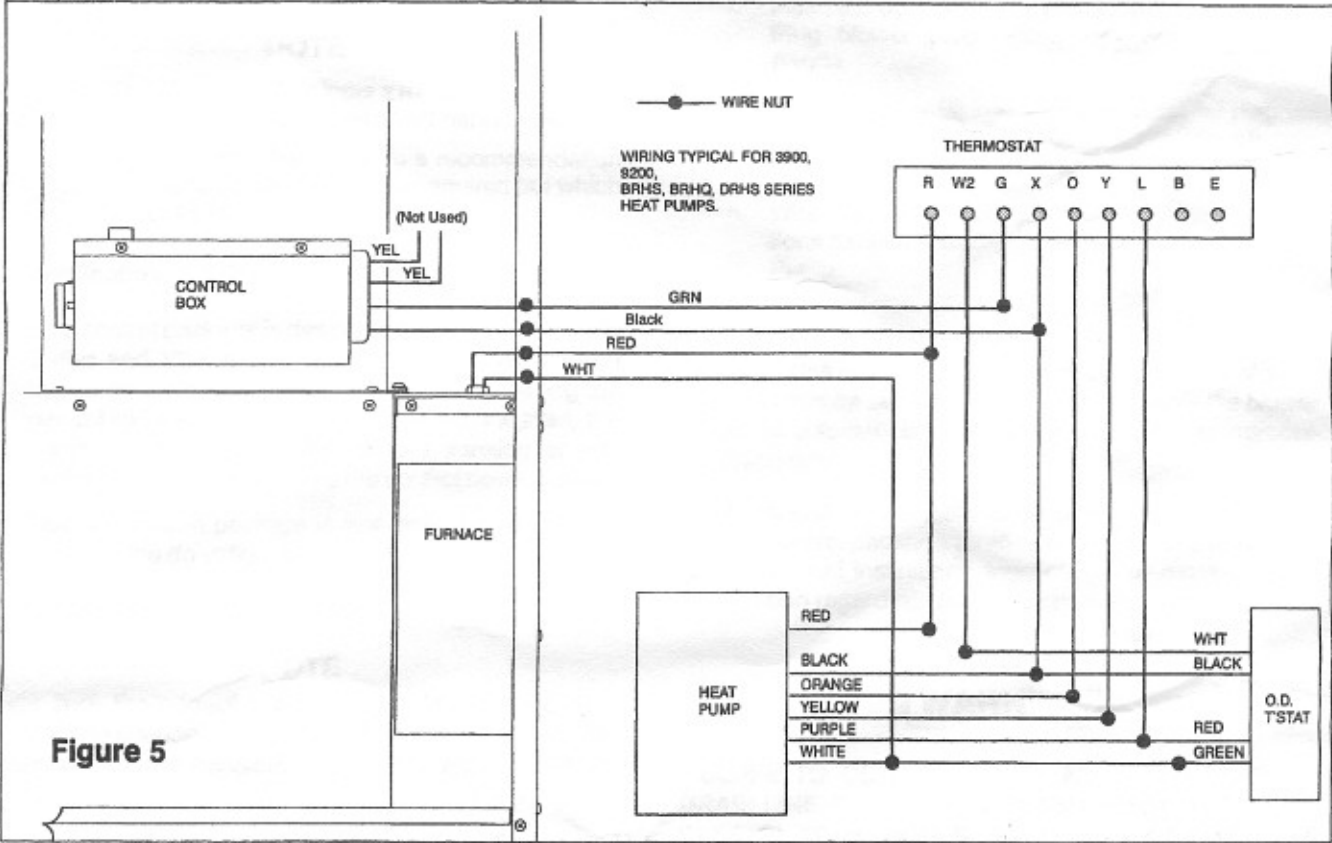 WIRE NUT
WIRING TYPICAL FOR 3900,
9200,
BRHS, BRHQ, DRHS SERIES
HEAT PUMPS.
THERMOSTAT
R W2 G X O Y L B E
(Not Used)
YEL
YEL
CONTROL
BOX
GRN
Black
RED
WHT
FURNACE
HEAT
PUMP
RED
BLACK
ORANGE
YELLOW
PURPLE
WHITE
WHT
BLACK
RED
GREEN
O.D.
T'STAT
Figure 5